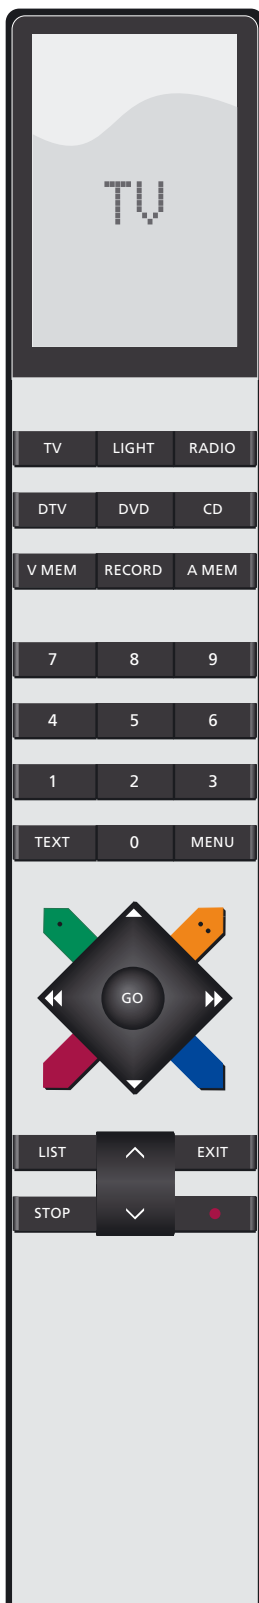 TV
TV LIGHT RADIO
DTV DVD CD
V MEM RECORD A MEM
7 8 9
4 5 6
1 2 3
TEXT 0 MENU
GO
LIST EXIT
STOP